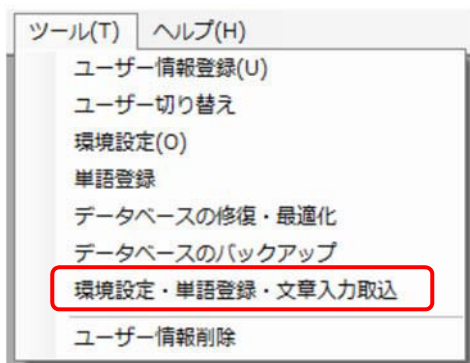 ツール(T) ヘルプ(H)
ユーザー情報登録(U)
ユーザー切り替え
環境設定(O)
単語登録
データベースの修復・最適化
データベースのバックアップ
環境設定・単語登録・文章入力取込
ユーザー情報削除